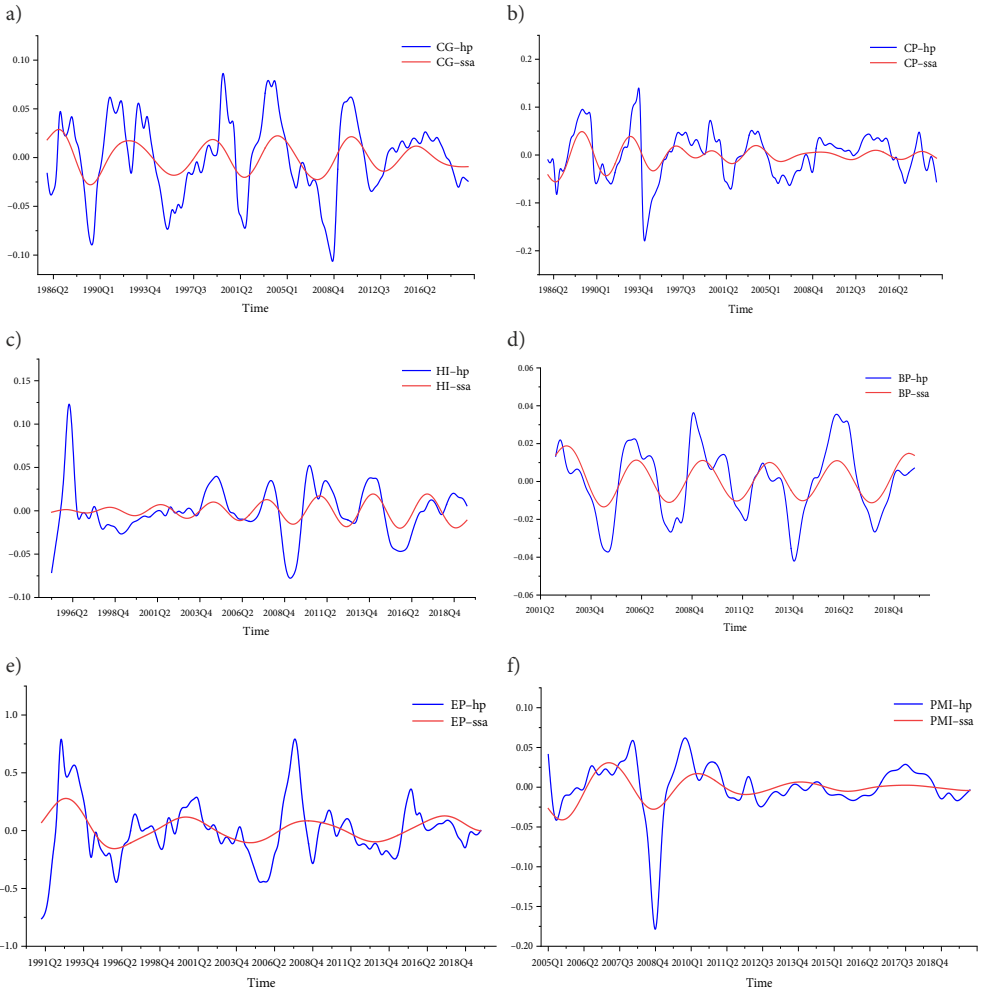 a)
CG–hp
CG–ssa
0.10
0.05
0.00
−0.05
−0.10
1986Q2 1990Q1 1993Q4 1997Q3 2001Q2 2005Q1 2008Q4 2012Q3 2016Q2
Time
b)
CP–hp
CP–ssa
0.2
0.1
0.0
−0.1
−0.2
1986Q2 1990Q1 1993Q4 1997Q3 2001Q2 2005Q1 2008Q4 2012Q3 2016Q2
Time
c)
HI–hp
HI–ssa
0.15
0.10
0.05
0.00
−0.05
−0.10
1996Q2 1998Q4 2001Q2 2003Q4 2006Q2 2008Q4 2011Q2 2013Q4 2016Q2 2018Q4
Time
d)
BP–hp
BP–ssa
0.06
0.04
0.02
0.00
−0.02
−0.04
−0.06
2001Q2 2003Q4 2006Q2 2008Q4 2011Q2 2013Q4 2016Q2 2018Q4
Time
e)
EP–hp
EP–ssa
1.0
0.5
0.0
−0.5
−1.0
1991Q2 1993Q4 1996Q2 1998Q4 2001Q2 2003Q4 2006Q2 2008Q4 2011Q2 2013Q4 2016Q2 2018Q4
Time
f)
PMI–hp
PMI–ssa
0.10
0.05
0.00
−0.05
−0.10
−0.15
−0.20
2005Q1 2006Q2 2007Q3 2008Q4 2010Q1 2011Q2 2012Q3 2013Q4 2015Q1 2016Q2 2017Q3 2018Q4
Time